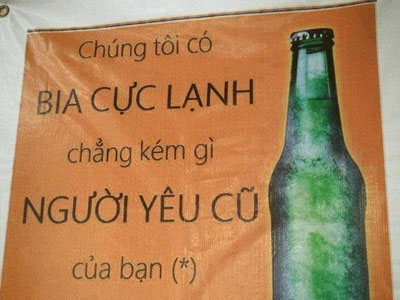 Chúng tôi có
BIA CỰC LẠNH
chẳng kém gì
NGƯỜI YÊU CŨ
của bạn (*)